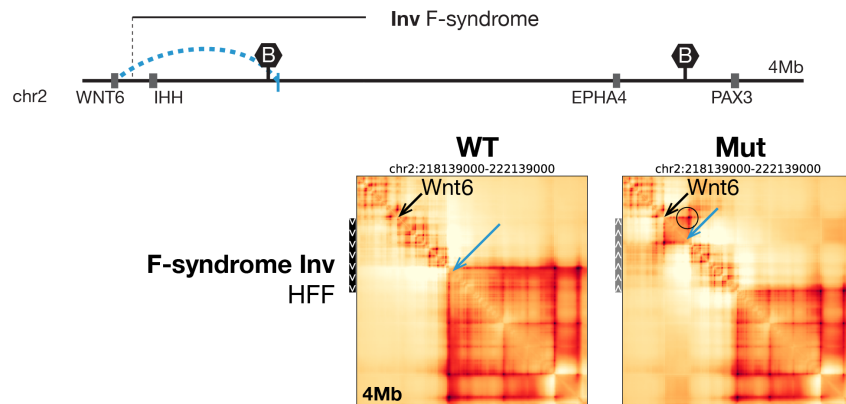 Inv F-syndrome
B
B
4Mb
chr2
WNT6
IHH
EPHA4
PAX3
WT
Mut
chr2:218139000-222139000
chr2:218139000-222139000
Wnt6
Wnt6
F-syndrome Inv
HFF
4Mb